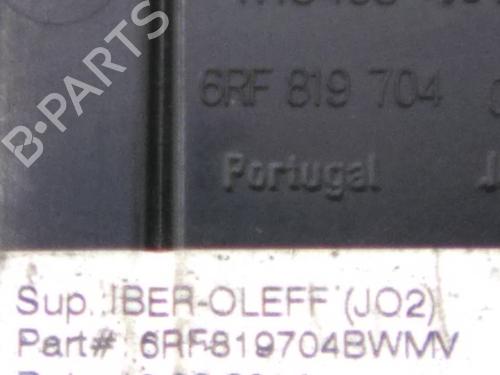 6RF 819 704
Portugal
B-PARTS
Sup. IBER-OLEFF (JO2)
Part#: 6RF819704BWMV